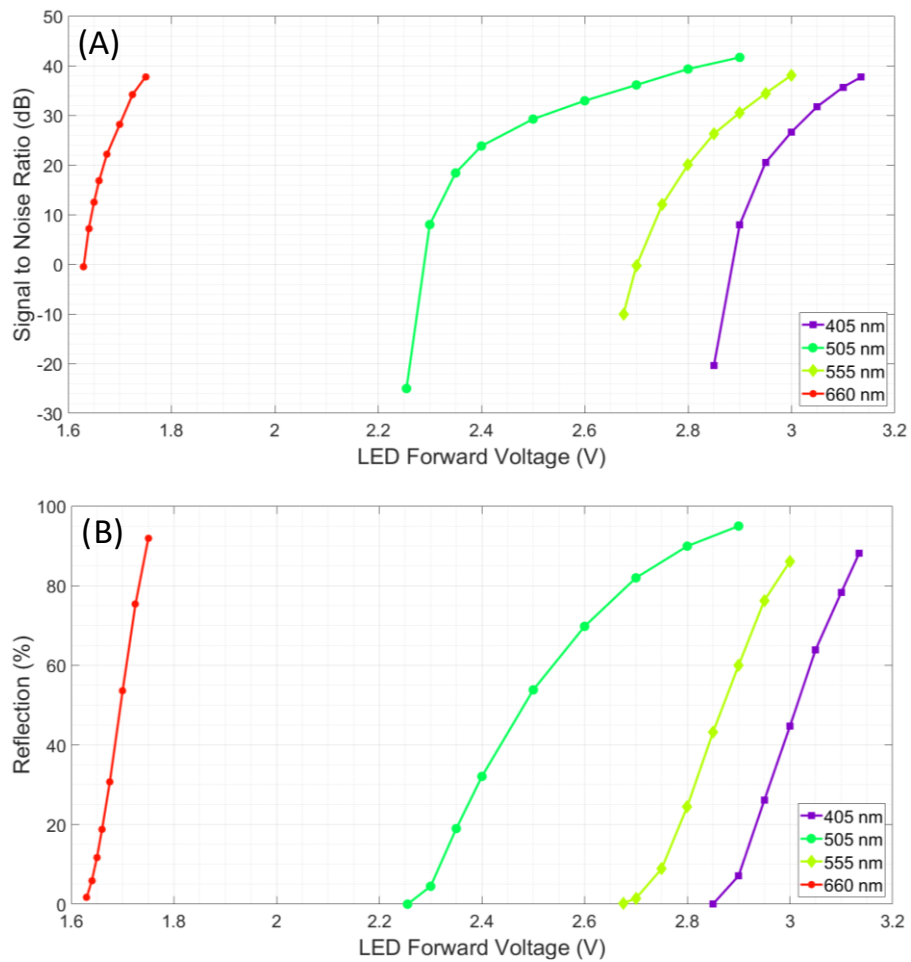 (A)
Signal to Noise Ratio (dB)
50
40
30
20
10
0
-10
-20
-30
405 nm
505 nm
555 nm
660 nm
1.6 1.8 2 2.2 2.4 2.6 2.8 3 3.2
LED Forward Voltage (V)
(B)
Reflection (%)
100
80
60
40
20
0
405 nm
505 nm
555 nm
660 nm
1.6 1.8 2 2.2 2.4 2.6 2.8 3 3.2
LED Forward Voltage (V)